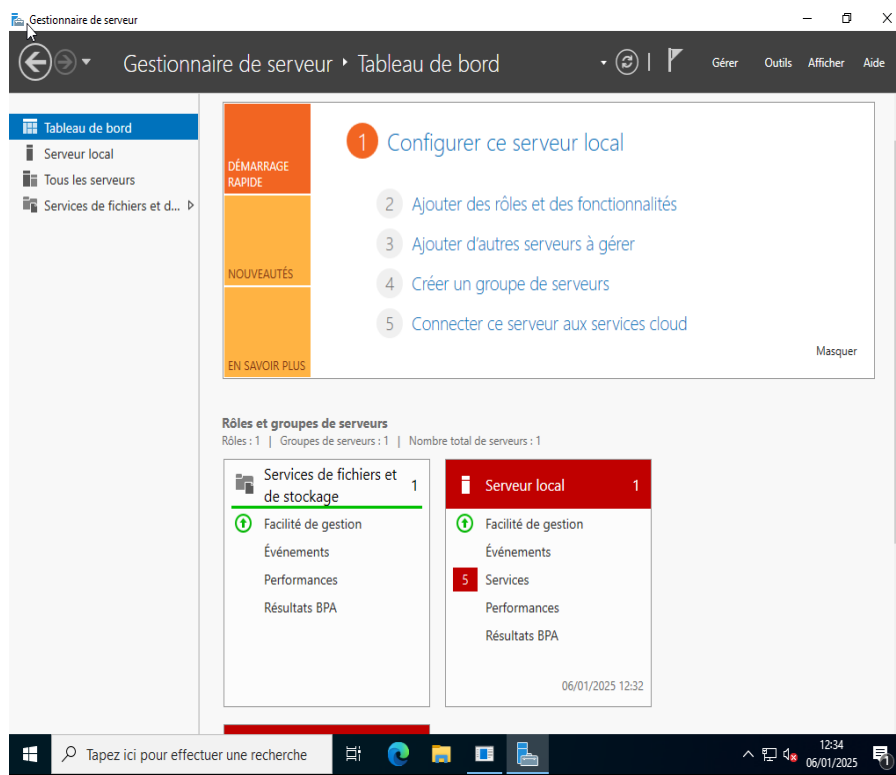 Gestionnaire de serveur
Gestionnaire de serveur ‣ Tableau de bord
Gérer Outils Afficher Aide
Tableau de bord
Serveur local
Tous les serveurs
Services de fichiers et d...
DÉMARRAGE
RAPIDE
NOUVEAUTÉS
EN SAVOIR PLUS
1 Configurer ce serveur local
2 Ajouter des rôles et des fonctionnalités
3 Ajouter d’autres serveurs à gérer
4 Créer un groupe de serveurs
5 Connecter ce serveur aux services cloud
Masquer
Rôles et groupes de serveurs
Rôles : 1 | Groupes de serveurs : 1 | Nombre total de serveurs : 1
Services de fichiers et
de stockage 1
Facilité de gestion
Événements
Performances
Résultats BPA
Serveur local 1
Facilité de gestion
Événements
5 Services
Performances
Résultats BPA
06/01/2025 12:32
Tapez ici pour effectuer une recherche
12:34
06/01/2025
1